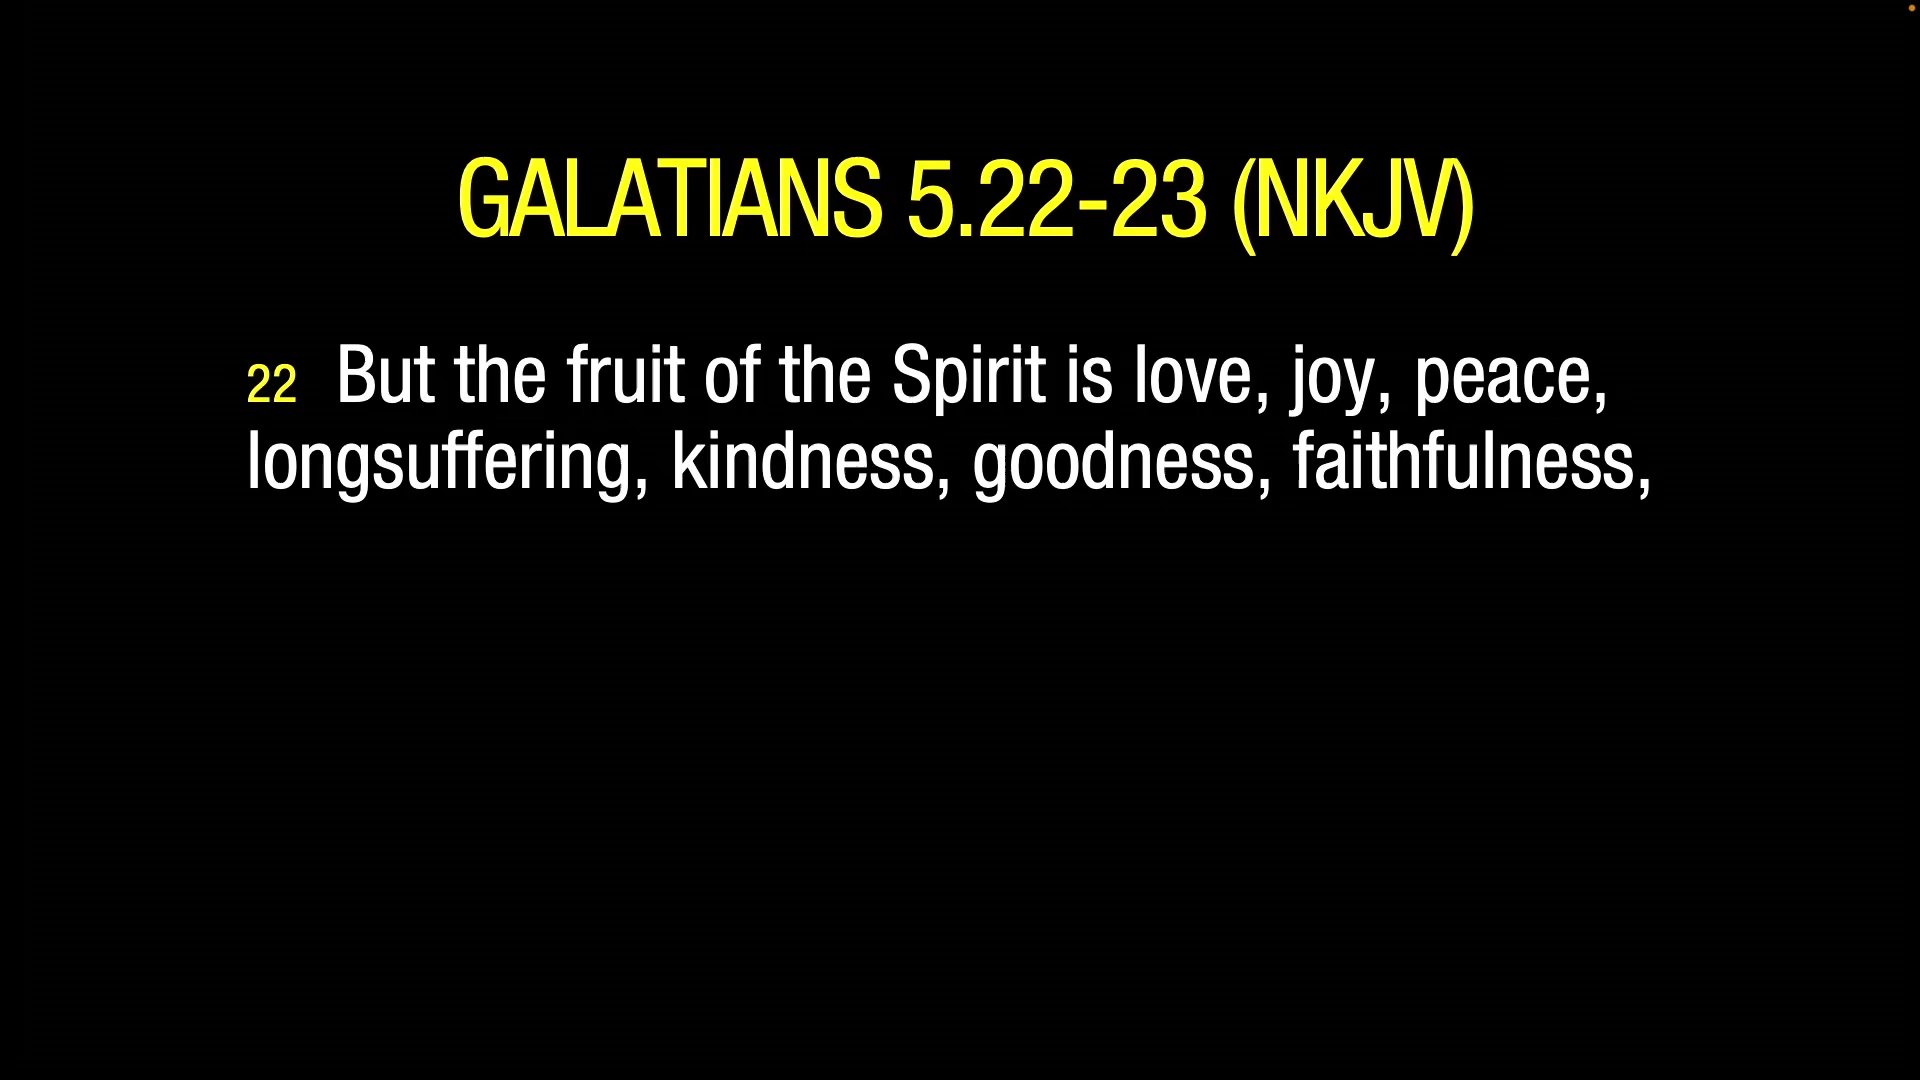 GALATIANS 5.22-23 (NKJV)
22 But the fruit of the Spirit is love, joy, peace,
longsuffering, kindness, goodness, faithfulness,